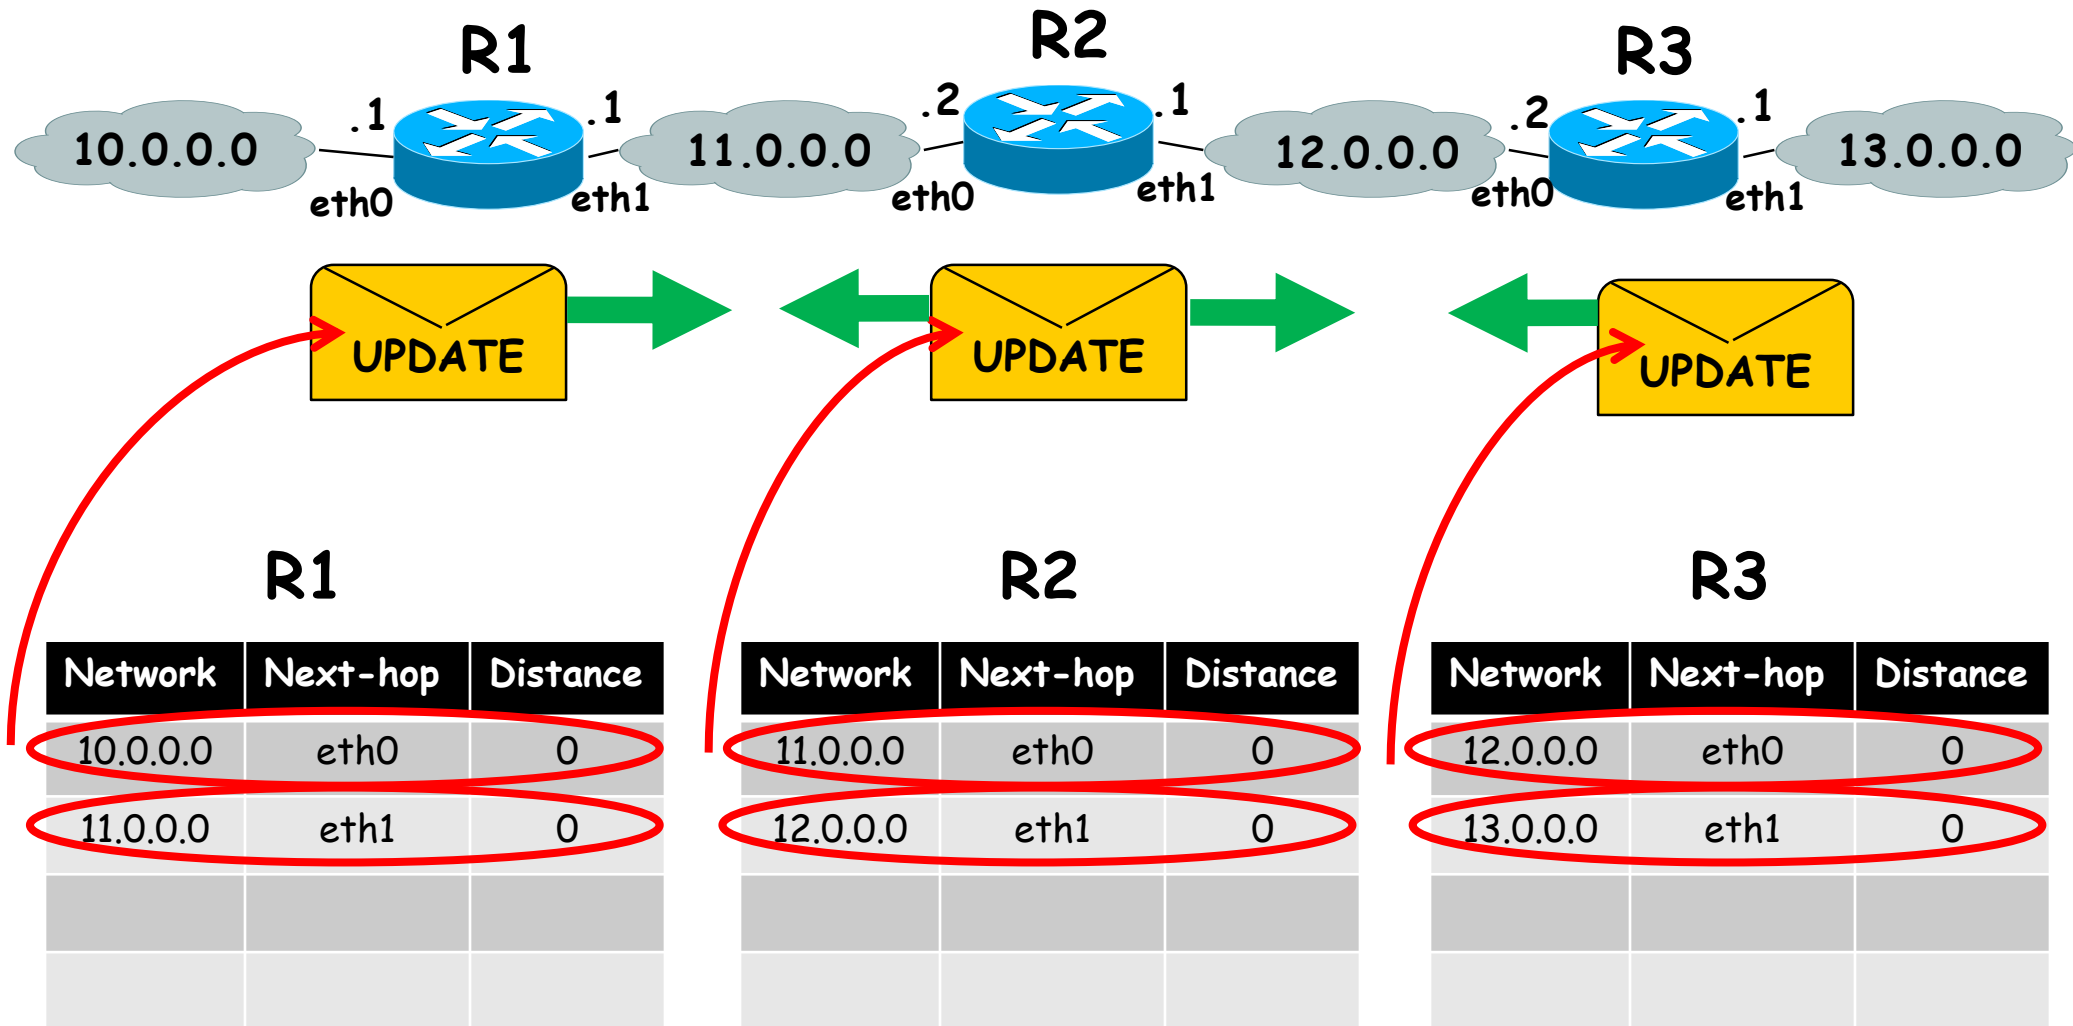 R1 R2 R3
.1 .1 .2 .1 .2 .1
10.0.0.0 11.0.0.0 12.0.0.0 13.0.0.0
eth0 eth1 eth0 eth1 eth0 eth1
UPDATE UPDATE UPDATE
R1 R2 R3
Network Next-hop Distance Network Next-hop Distance Network Next-hop Distance
10.0.0.0 eth0 0 11.0.0.0 eth0 0 12.0.0.0 eth0 0
11.0.0.0 eth1 0 12.0.0.0 eth1 0 13.0.0.0 eth1 0